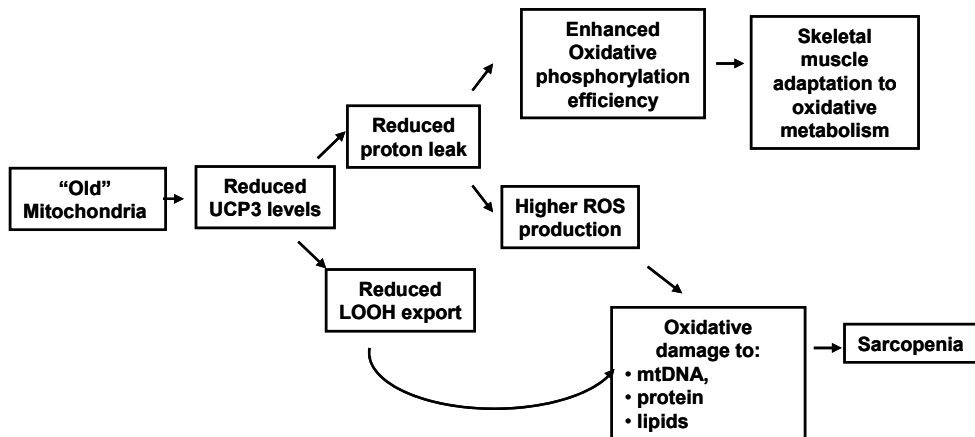 “Old”
Mitochondria
Reduced
UCP3 levels
Reduced
proton leak
Enhanced
Oxidative
phosphorylation
efficiency
Skeletal
muscle
adaptation to
oxidative
metabolism
Higher ROS
production
Reduced
LOOH export
Oxidative
damage to:
• mtDNA,
• protein
• lipids
Sarcopenia